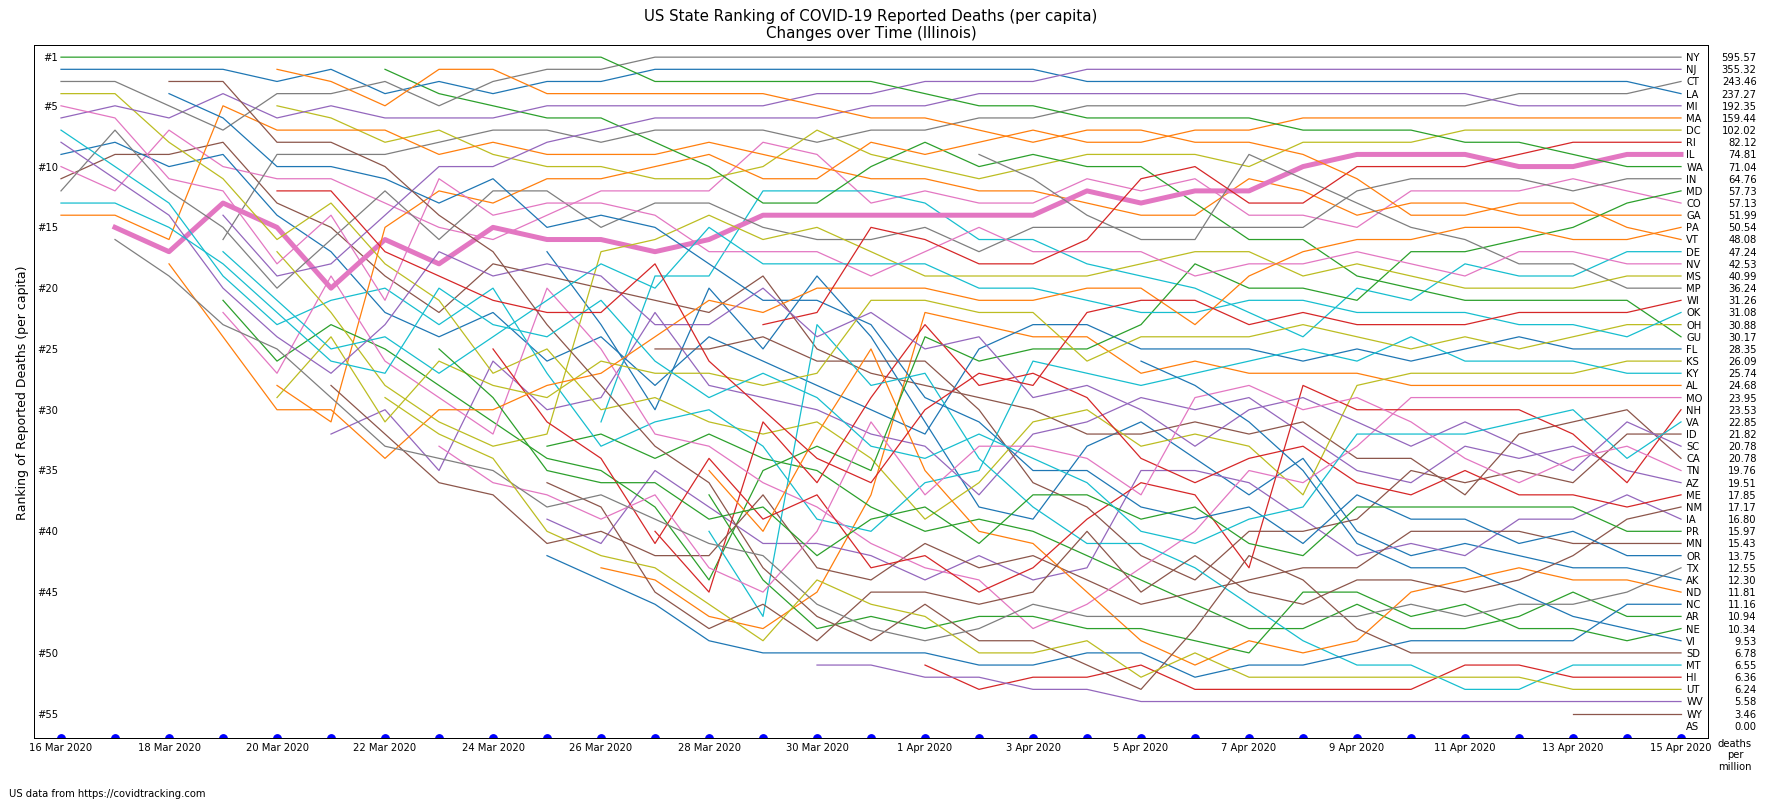 US State Ranking of COVID-19 Reported Deaths (per capita)
Changes over Time (Illinois)
Ranking of Reported Deaths (per capita)
#1
#5
#10
#15
#20
#25
#30
#35
#40
#45
#50
#55
NY 595.57
NJ 355.32
CT 243.46
LA 237.27
MI 192.35
MA 159.44
DC 102.02
RI 82.12
IL 74.81
WA 71.04
IN 64.76
MD 57.73
CO 57.13
GA 51.99
PA 50.54
VT 48.08
DE 47.24
NV 42.53
MS 40.99
MP 36.24
WI 31.26
OK 31.08
OH 30.88
GU 30.17
FL 28.35
KS 26.09
KY 25.74
AL 24.68
MO 23.95
NH 23.53
VA 22.85
ID 21.82
SC 20.78
CA 20.78
TN 19.76
AZ 19.51
ME 17.85
NM 17.17
IA 16.80
PR 15.97
MN 15.43
OR 13.75
TX 12.55
AK 12.30
ND 11.81
NC 11.16
AR 10.94
NE 10.34
VI 9.53
SD 6.78
MT 6.55
HI 6.36
UT 6.24
WV 5.58
WY 3.46
AS 0.00
16 Mar 2020 18 Mar 2020 20 Mar 2020 22 Mar 2020 24 Mar 2020 26 Mar 2020 28 Mar 2020 30 Mar 2020 1 Apr 2020 3 Apr 2020 5 Apr 2020 7 Apr 2020 9 Apr 2020 11 Apr 2020 13 Apr 2020 15 Apr 2020
deaths
per
million
US data from https://covidtracking.com